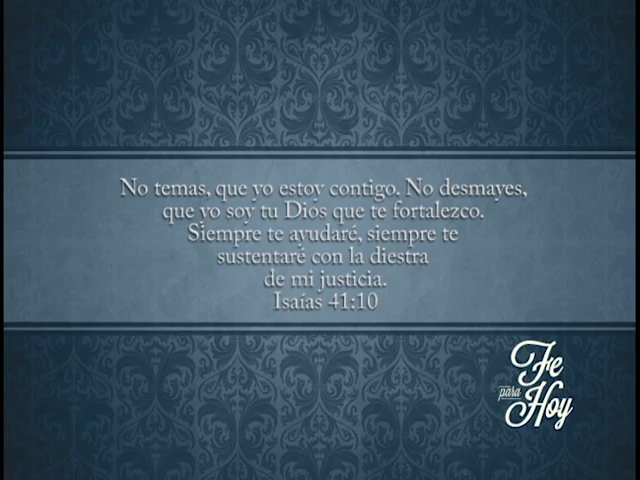 No temas, que yo estoy contigo. No desmayes,
que yo soy tu Dios que te fortalezco.
Siempre te ayudaré, siempre te
sustentaré con la diestra
de mi justicia.
Isaías 41:10
Fe
para
Hoy